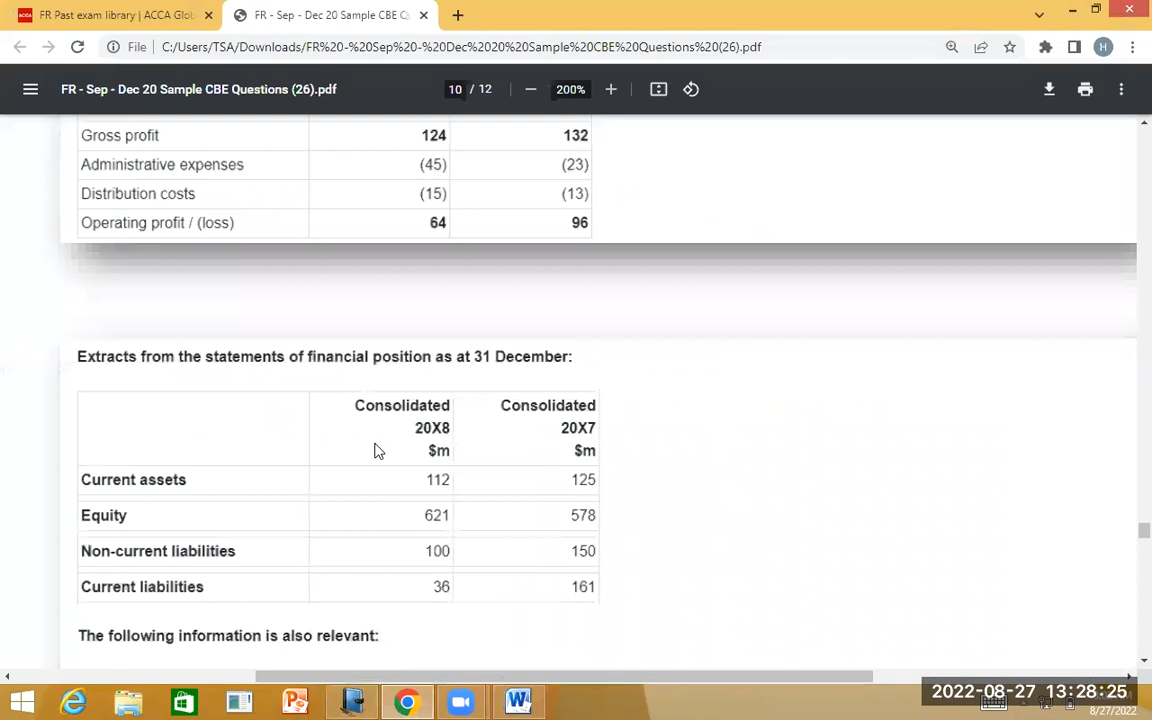 FR Past exam library | ACCA Glob
FR - Sep - Dec 20 Sample CBE Q
File C:/Users/TSA/Downloads/FR%20-%20Sep%20-%20Dec%2020%20Sample%20CBE%20Questions%20(26).pdf
H
FR - Sep - Dec 20 Sample CBE Questions (26).pdf
10 / 12
200%
Gross profit 124 132
Administrative expenses (45) (23)
Distribution costs (15) (13)
Operating profit / (loss) 64 96
Extracts from the statements of financial position as at 31 December:
Consolidated Consolidated
20X8 20X7
$m $m
Current assets 112 125
Equity 621 578
Non-current liabilities 100 150
Current liabilities 36 161
The following information is also relevant:
2022-08-27 13:28:25
8/27/2022